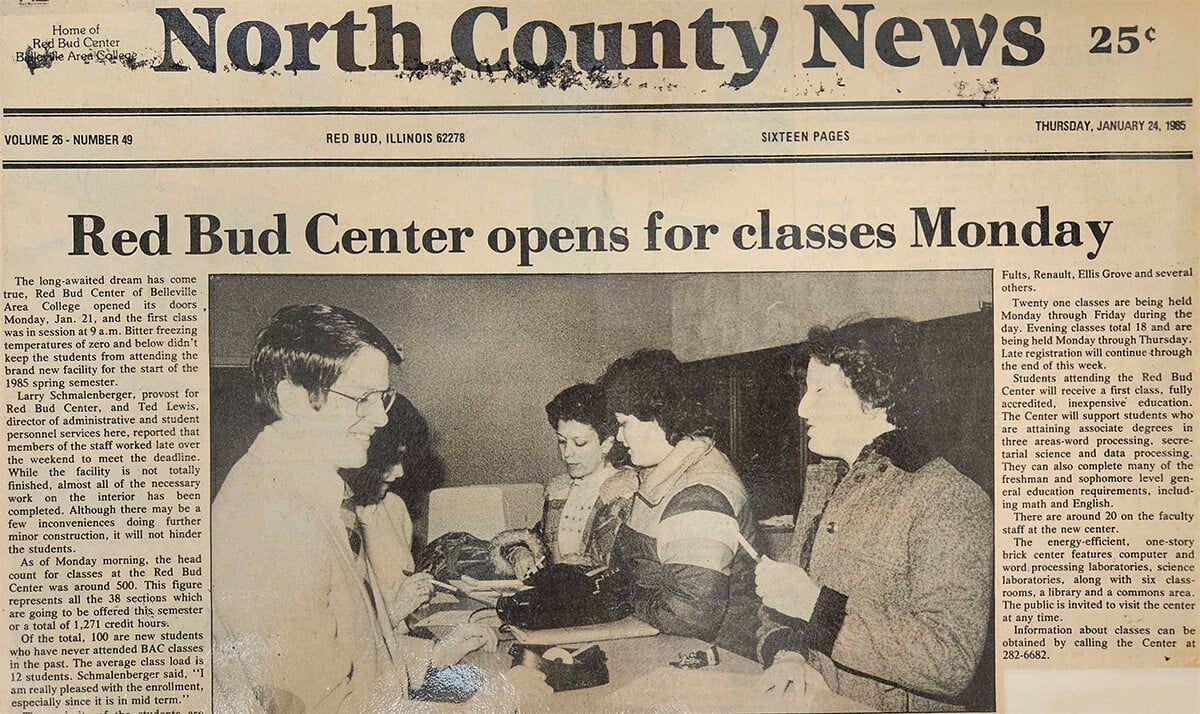 Home of
Red Bud Center
Belleville Area College
North County News
25¢
VOLUME 26 - NUMBER 49
RED BUD, ILLINOIS 62278
SIXTEEN PAGES
THURSDAY, JANUARY 24, 1985
Red Bud Center opens for classes Monday
The long-awaited dream has come
true, Red Bud Center of Belleville
Area College opened its doors
Monday, Jan. 21, and the first class
was in session at 9 a.m. Bitter freezing
temperatures of zero and below didn't
keep the students from attending the
brand new facility for the start of the
1985 spring semester.
Larry Schmalenberger, provost for
Red Bud Center, and Ted Lewis,
director of administrative and student
personnel services here, reported that
members of the staff worked late over
the weekend to meet the deadline.
While the facility is not totally
finished, almost all of the necessary
work on the interior has been
completed. Although there may be a
few inconveniences doing further
minor construction, it will not hinder
the students.
As of Monday morning, the head
count for classes at the Red Bud
Center was around 500. This figure
represents all the 38 sections which
are going to be offered this semester
or a total of 1,271 credit hours.
Of the total, 100 are new students
who have never attended BAC classes
in the past. The average class load is
12 students. Schmalenberger said, "I
am really pleased with the enrollment,
especially since it is in mid term."
Fults, Renault, Ellis Grove and several
others.
Twenty one classes are being held
Monday through Friday during the
day. Evening classes total 18 and are
being held Monday through Thursday.
Late registration will continue through
the end of this week.
Students attending the Red Bud
Center will receive a first class, fully
accredited, inexpensive education.
The Center will support students who
are attaining associate degrees in
three areas-word processing, secre-
tarial science and data processing.
They can also complete many of the
freshman and sophomore level gen-
eral education requirements, includ-
ing math and English.
There are around 20 on the faculty
staff at the new center.
The energy-efficient, one-story
brick center features computer and
word processing laboratories, science
laboratories, along with six class-
rooms, a library and a commons area.
The public is invited to visit the center
at any time.
Information about classes can be
obtained by calling the Center at
282-6682.